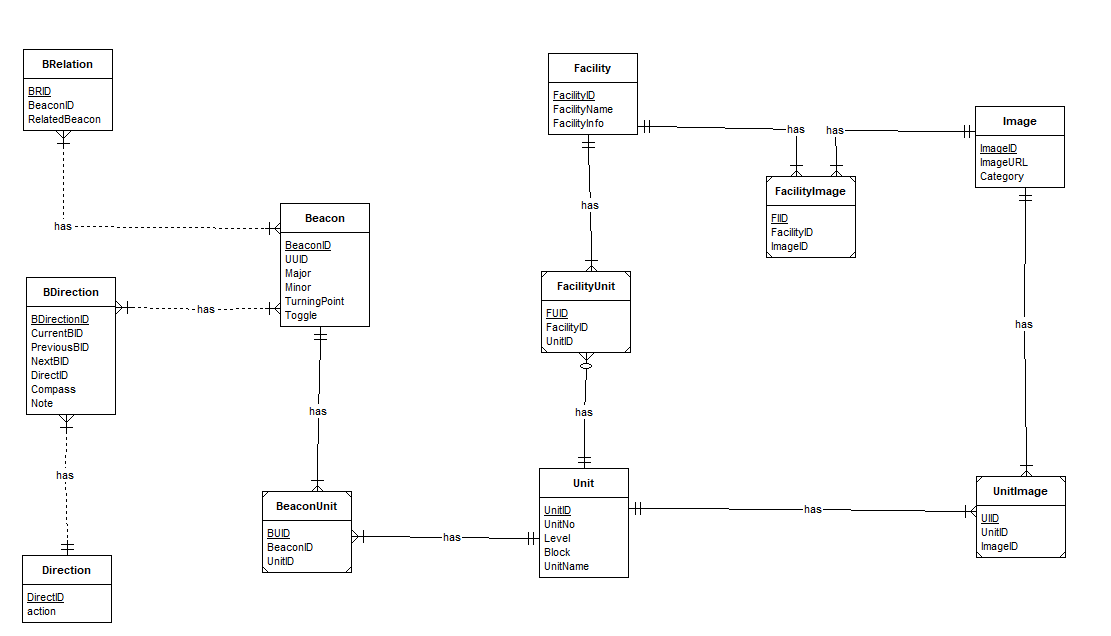 BRelation
BRID
BeaconID
RelatedBeacon
has
Beacon
BeaconID
UUID
Major
Minor
TurningPoint
Toggle
BDirection
BDirectionID
CurrentBID
PreviousBID
NextBID
DirectID
Compass
Note
has
has
Direction
DirectID
action
has
BeaconUnit
BUID
BeaconID
UnitID
has
Facility
FacilityID
FacilityName
FacilityInfo
has
has
has
FacilityImage
FIID
FacilityID
ImageID
Image
ImageID
ImageURL
Category
FacilityUnit
FUID
FacilityID
UnitID
has
has
Unit
UnitID
UnitNo
Level
Block
UnitName
has
UnitImage
UIID
UnitID
ImageID